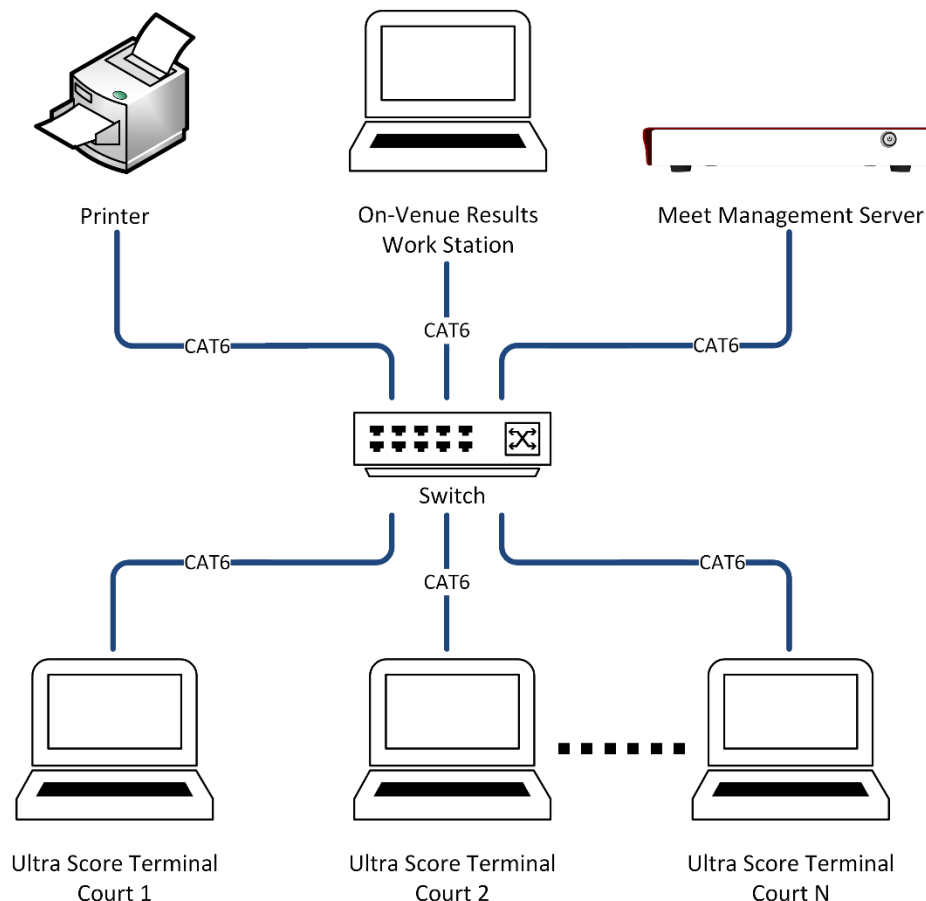 Printer
On-Venue Results
Work Station
Meet Management Server
CAT6
CAT6
CAT6
Switch
CAT6
CAT6
CAT6
Ultra Score Terminal
Court 1
Ultra Score Terminal
Court 2
Ultra Score Terminal
Court N